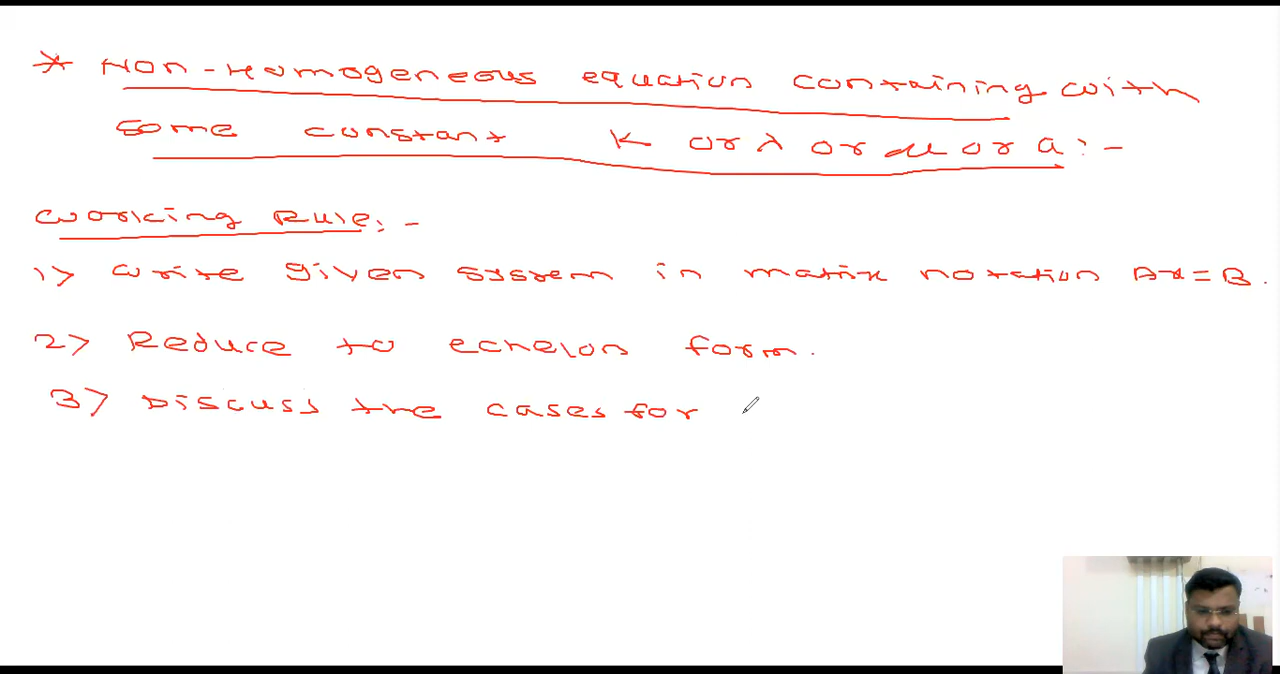 * Non-Homogeneous equation containing with
some constant K or λ or μ or a :-
Working Rule :-
1> write given system in matrix notation Ax=B.
2> Reduce to echelon form.
3> Discuss the cases for